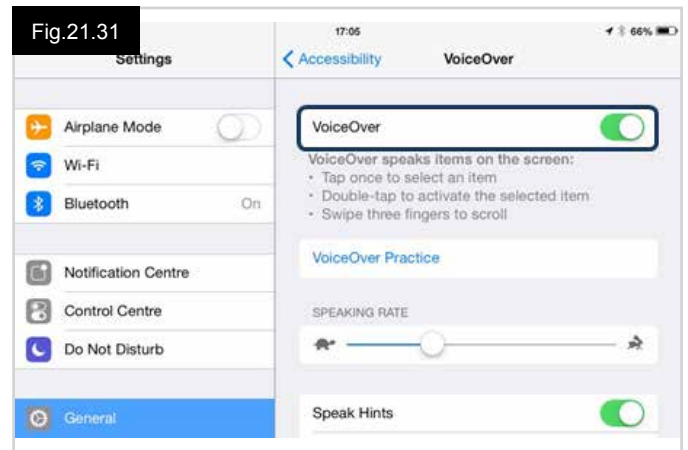 Fig.21.31
17:05
66%
Settings
Accessibility
VoiceOver
Airplane Mode
Wi-Fi
Bluetooth
On
Notification Centre
Control Centre
Do Not Disturb
General
VoiceOver
VoiceOver speaks items on the screen:
• Tap once to select an item
• Double-tap to activate the selected item
• Swipe three fingers to scroll
VoiceOver Practice
SPEAKING RATE
Speak Hints